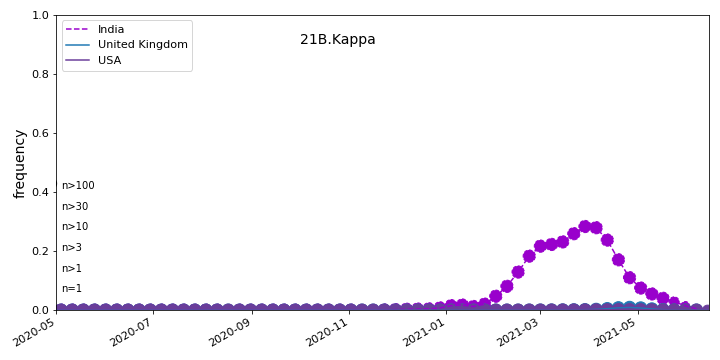 21B.Kappa
India
United Kingdom
USA
frequency
1.0
0.8
0.6
0.4
0.2
0.0
n>100
n>30
n>10
n>3
n>1
n=1
2020-05
2020-07
2020-09
2020-11
2021-01
2021-03
2021-05